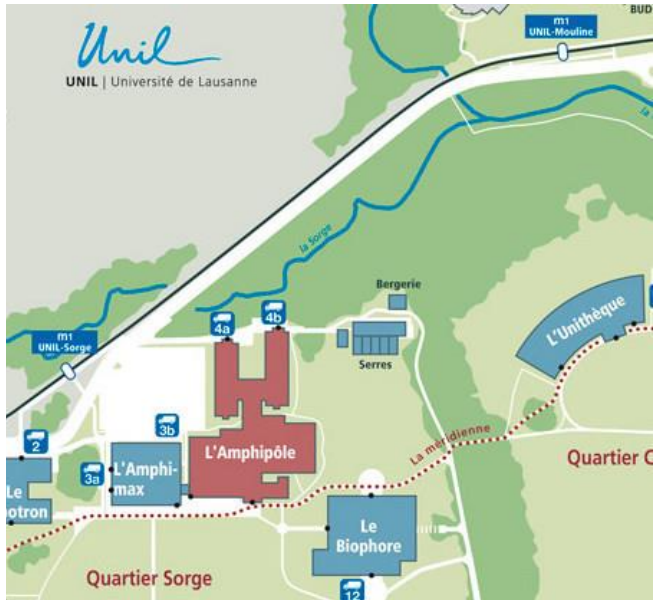 Unil
UNIL | Université de Lausanne
BUD
m1
UNIL-Mouline
la
la Sorge
Bergerie
4a
4b
L'Unithèque
m1
UNIL-Sorge
Serres
2
3b
La méridienne
L'Amphipôle
Quartier C
3a
L'Amphi-
max
Le
otron
Le
Biophore
Quartier Sorge
12